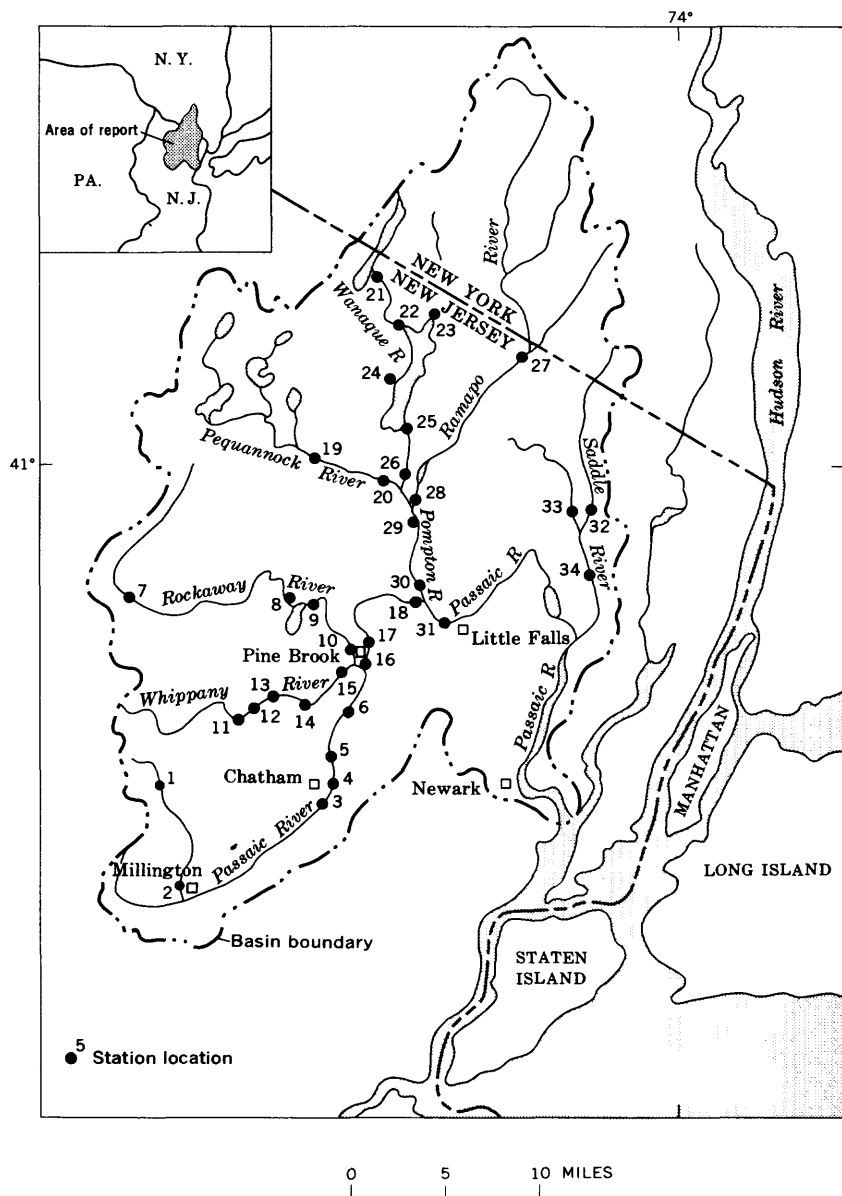 74°
N. Y.
Area of report
PA.
N. J.
River
NEW YORK
NEW JERSEY
Hudson River
21
22
23
Wanaque R
27
24
Ramapo
25
Saddle
41°
19
Pequannock
River
26
20
28
33
32
29
Pompton R
River
34
7
Rockaway
River
8
9
30
18
Passaic R
31
Little Falls
10
17
Pine Brook
16
15
Whippany
River
13
12
11
14
6
Passaic R
MANHATTAN
5
1
Chatham
4
3
Newark
Passaic River
Millington
2
LONG ISLAND
Basin boundary
STATEN
ISLAND
5
Station location
0
5
10 MILES